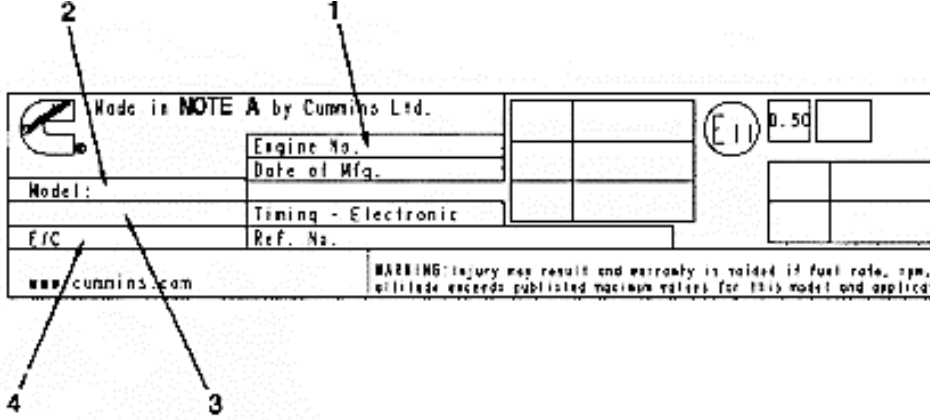 2
1
Made in NOTE A by Cummins Ltd.
Engine No.
Date of Mfg.
Model:
Timing - Electronic
E/C
Ref. No.
E11
0.50
www.cummins.com
WARNING: Injury may result and warranty is voided if fuel rate, rpm,
altitude exceeds published maximum values for this model and applica
4
3